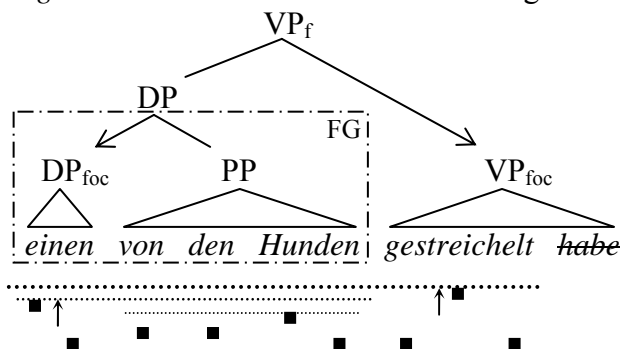 VPf
DP
FG
DPfoc PP VPfoc
einen von den Hunden gestreichelt habe